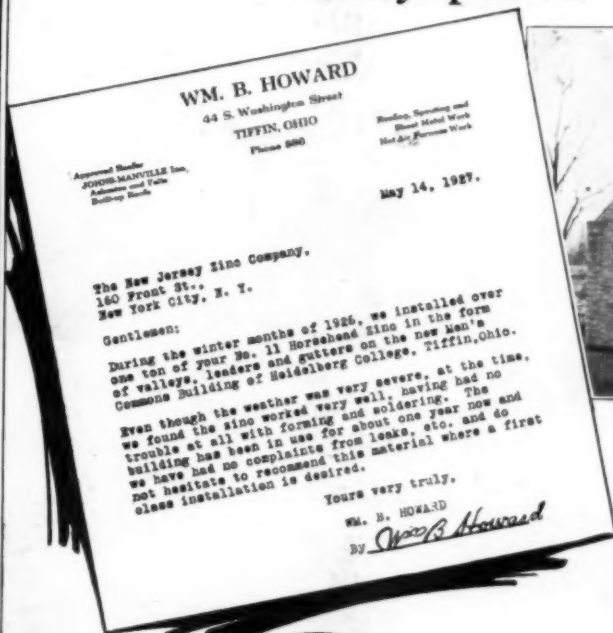 WM. B. HOWARD
44 S. Washington Street
TIFFIN, OHIO
Phone 880
Approved Roofer
JOHNS-MANVILLE Inc.
Asbestos and Felts
Built-up Roofs
Roofing, Spouting and
Sheet Metal Work
Hot Air Furnace Work
May 14, 1927.
The New Jersey Zinc Company,
160 Front St.,
New York City, N. Y.
Gentlemen;
During the winter months of 1925, we installed over
one ton of your No. 11 Horsehead Zinc in the form
of valleys, leaders and gutters on the new Men's
Commons Building of Heidelberg College, Tiffin, Ohio.
Even though the weather was very severe, at the time,
we found the zinc worked very well, having had no
trouble at all with forming and soldering. The
building has been in use for about one year now and
we have had no complaints from leaks, etc. and do
not hesitate to recommend this material where a first
class installation is desired.
Yours very truly,
WM. B. HOWARD
By Wm B Howard